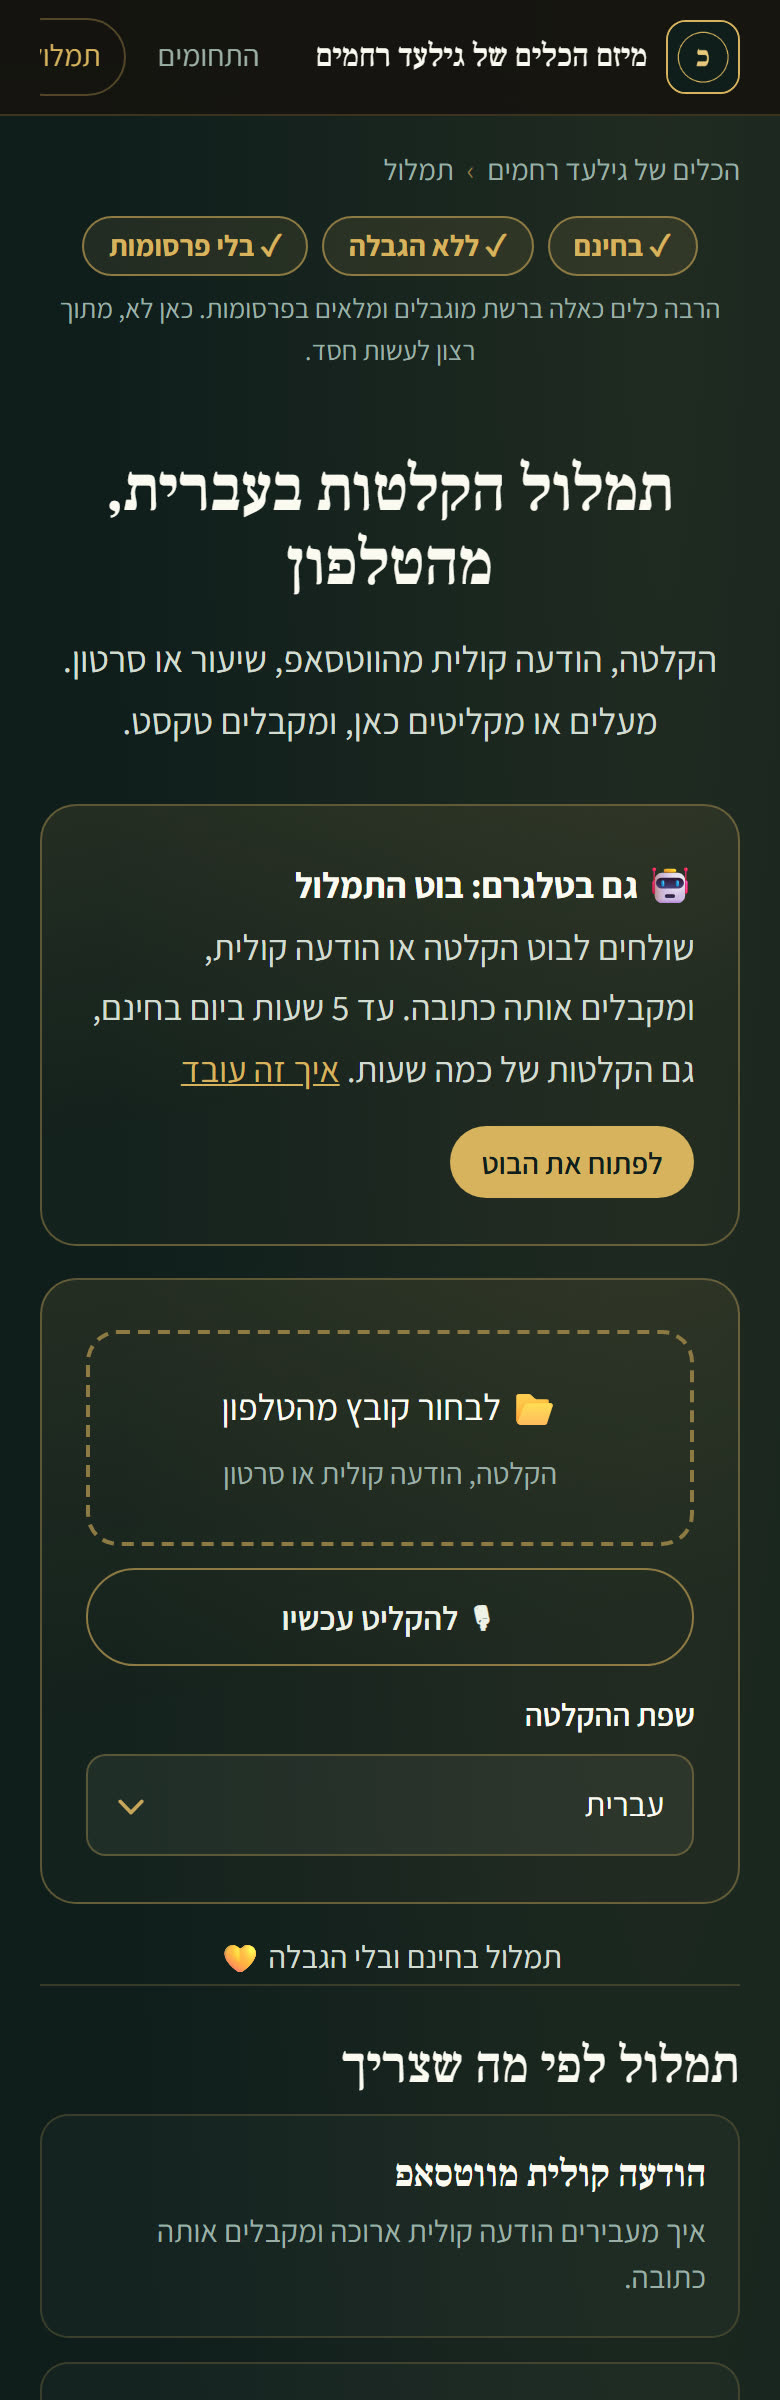 כ
מיזם הכלים של גילעד רחמים
התחומים
תמלו
הכלים של גילעד רחמים › תמלול
✓ בחינם
✓ ללא הגבלה
✓ בלי פרסומות
הרבה כלים כאלה ברשת מוגבלים ומלאים בפרסומות. כאן לא, מתוך
רצון לעשות חסד.
תמלול הקלטות בעברית,
מהטלפון
הקלטה, הודעה קולית מהווטסאפ, שיעור או סרטון.
מעלים או מקליטים כאן, ומקבלים טקסט.
🤖 גם בטלגרם: בוט התמלול
שולחים לבוט הקלטה או הודעה קולית,
ומקבלים אותה כתובה. עד 5 שעות ביום בחינם,
גם הקלטות של כמה שעות. איך זה עובד
לפתוח את הבוט
📂 לבחור קובץ מהטלפון
הקלטה, הודעה קולית או סרטון
🎙 להקליט עכשיו
שפת ההקלטה
עברית
תמלול בחינם ובלי הגבלה 💛
תמלול לפי מה שצריך
הודעה קולית מווטסאפ
איך מעבירים הודעה קולית ארוכה ומקבלים אותה
כתובה.